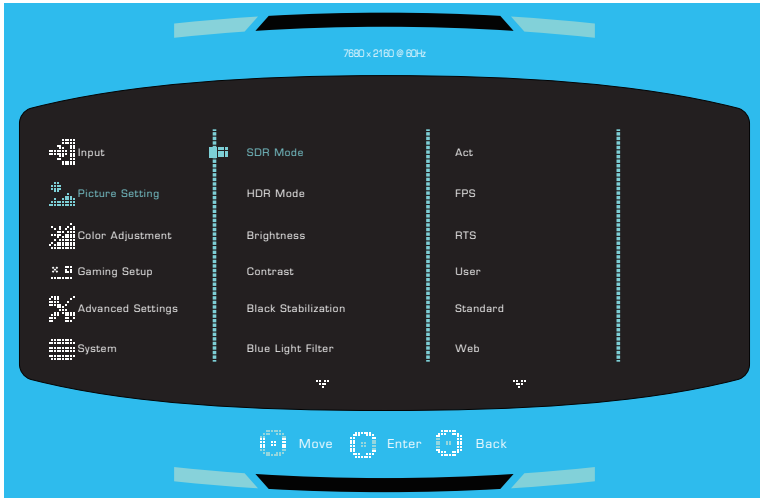 7680 x 2160 @ 60Hz
Input
Picture Setting
Color Adjustment
Gaming Setup
Advanced Settings
System
SDR Mode
HDR Mode
Brightness
Contrast
Black Stabilization
Blue Light Filter
Act
FPS
RTS
User
Standard
Web
Move Enter Back